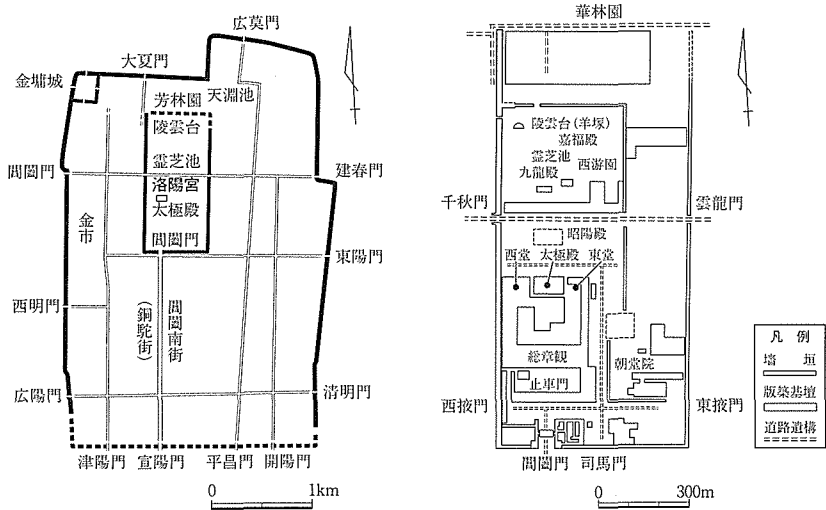 広莫門
大夏門
金墉城
芳林園
天淵池
陵雲台
霊芝池
閶闔門
洛陽宮
建春門
太極殿
金市
閶闔門
東陽門
西明門
閶闔南街
(銅駝街)
広陽門
清明門
津陽門
宣陽門
平昌門
開陽門
0
1km
華林園
陵雲台(羊塚)
嘉福殿
霊芝池
西游園
九龍殿
千秋門
雲龍門
昭陽殿
西堂
太極殿
東堂
総章観
朝堂院
止車門
西掖門
東掖門
閶闔門
司馬門
0
300m
凡例
墻垣
版築基壇
道路遺構